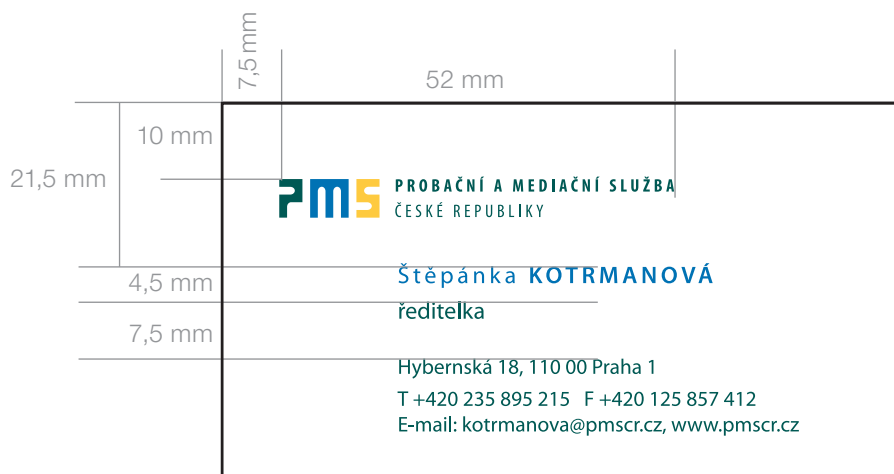 7,5 mm
52 mm
10 mm
21,5 mm
PMS PROBAČNÍ A MEDIAČNÍ SLUŽBA
ČESKÉ REPUBLIKY
4,5 mm
Štěpánka KOTRMANOVÁ
ředitelka
7,5 mm
Hybernská 18, 110 00 Praha 1
T +420 235 895 215 F +420 125 857 412
E-mail: kotrmanova@pmscr.cz, www.pmscr.cz